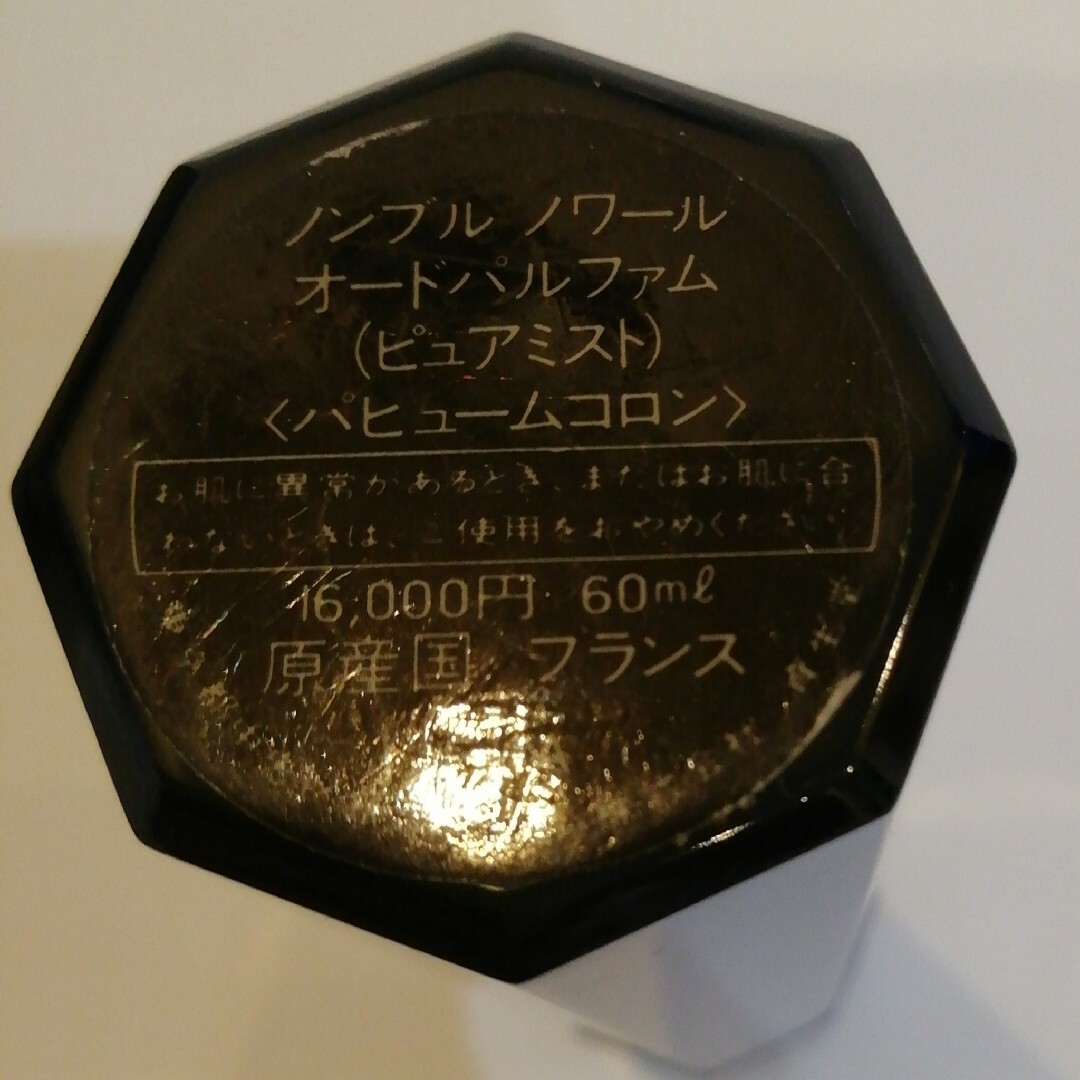 ノンブル ノワール
オードパルファム
(ピュアミスト)
〈パヒュームコロン〉
お肌に異常があるとき、またはお肌に合
わないときは、ご使用をおやめください。
16,000円 60mℓ
原産国 フランス